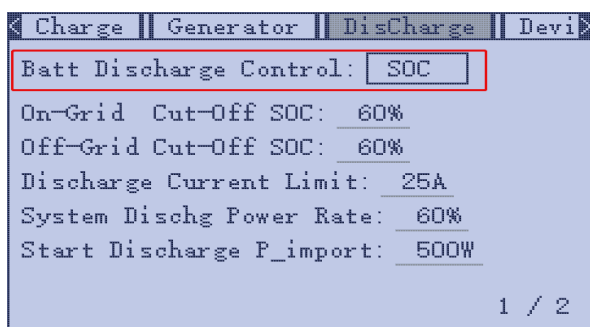 Charge Generator DisCharge Devi
Batt Discharge Control: SOC
On-Grid Cut-Off SOC: 60%
Off-Grid Cut-Off SOC: 60%
Discharge Current Limit: 25A
System Dischg Power Rate: 60%
Start Discharge P_import: 500W
1 / 2